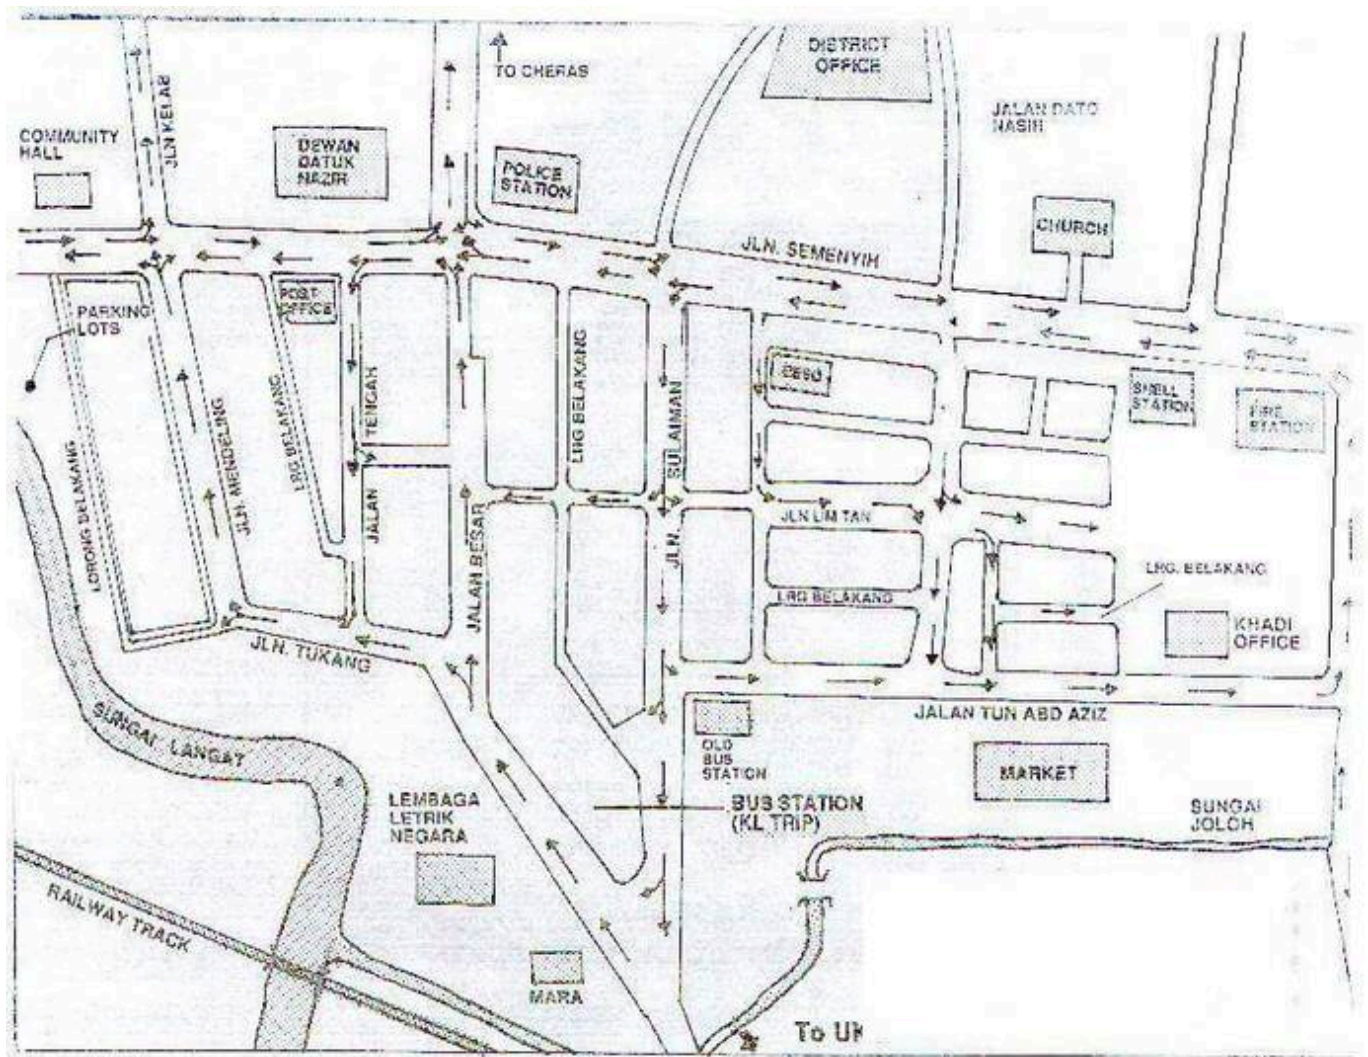 TO CHERAS
DISTRICT
OFFICE
JLN KELAB
COMMUNITY
HALL
DEWAN
DATUK
NAZIR
POLICE
STATION
JALAN DATO
NASIR
CHURCH
JLN. SEMENYIH
PARKING
LOTS
POST
OFFICE
ESSO
SHELL
STATION
FIRE
STATION
LORONG BELAKANG
JLN. MENDELING
LRG BELAKANG
JALAN TENGAH
JALAN BESAR
LRG BELAKANG
JLN. SULAIMAN
JLN LIM TAN
LRG BELAKANG
LRG. BELAKANG
KHADI
OFFICE
JLN. TUKANG
SUNGAI LANGAT
JALAN TUN ABD AZIZ
OLD
BUS
STATION
MARKET
LEMBAGA
LETRIK
NEGARA
BUS STATION
(KL TRIP)
SUNGAI
JOLOH
RAILWAY TRACK
MARA
To UK